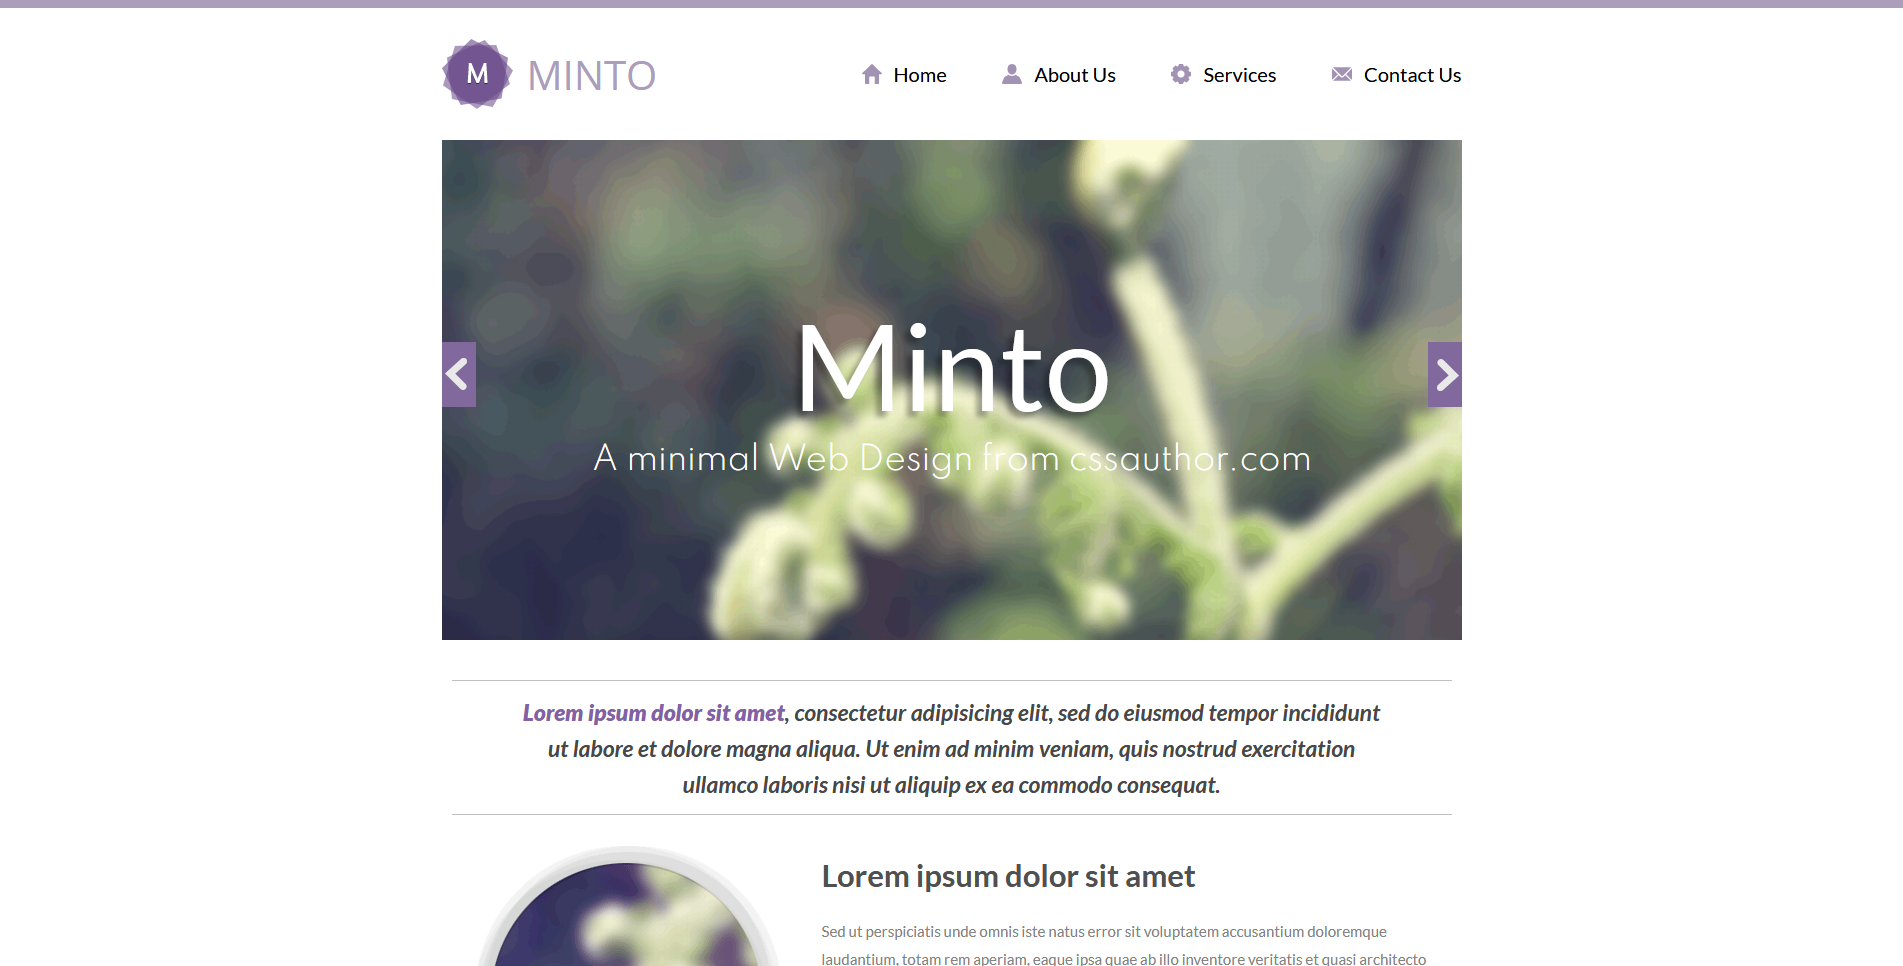 M MINTO
Home About Us Services Contact Us
Minto
A minimal Web Design from cssauthor.com
Lorem ipsum dolor sit amet, consectetur adipisicing elit, sed do eiusmod tempor incididunt
ut labore et dolore magna aliqua. Ut enim ad minim veniam, quis nostrud exercitation
ullamco laboris nisi ut aliquip ex ea commodo consequat.
Lorem ipsum dolor sit amet
Sed ut perspiciatis unde omnis iste natus error sit voluptatem accusantium doloremque
laudantium, totam rem aperiam, eaque ipsa quae ab illo inventore veritatis et quasi architecto